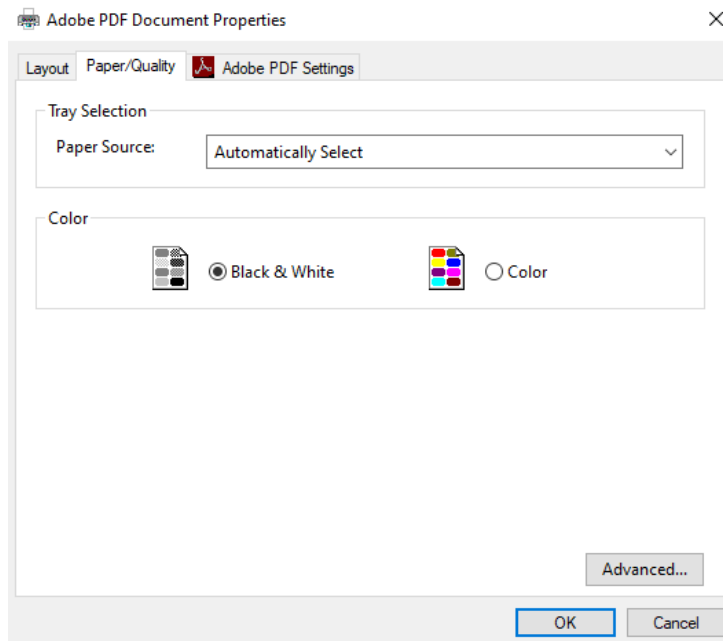 Adobe PDF Document Properties
Layout Paper/Quality Adobe PDF Settings
Tray Selection
Paper Source: Automatically Select
Color
Black & White Color
Advanced...
OK Cancel